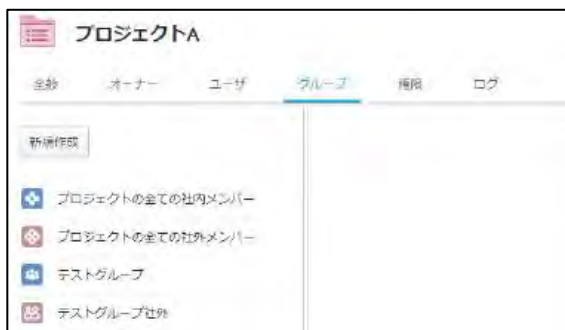 プロジェクトA
全般 オーナー ユーザ グループ 権限 ログ
新規作成
プロジェクトの全ての社内メンバー
プロジェクトの全ての社外メンバー
テストグループ
テストグループ社外